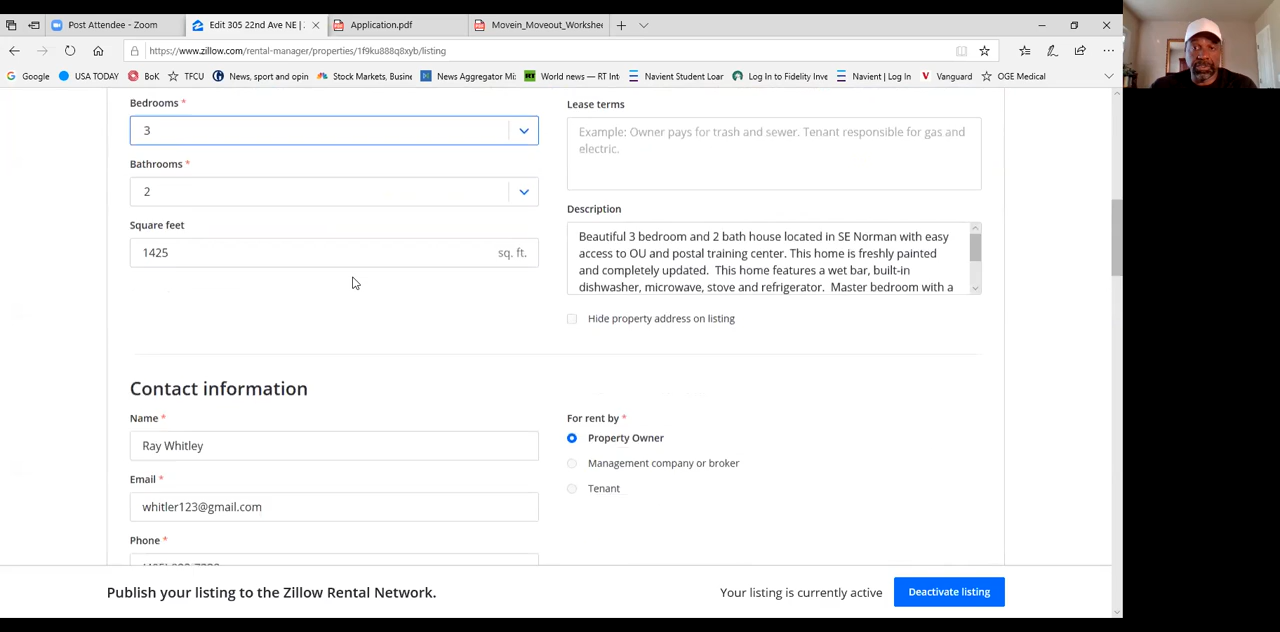 Post Attendee - Zoom
Edit 305 22nd Ave NE |
Application.pdf
Movein_Moveout_Workshee
https://www.zillow.com/rental-manager/properties/1f9ku888q8xyb/listing
Google
USA TODAY
BoK
TFCU
News, sport and opin
Stock Markets, Busin
News Aggregator Mi
World news — RT Int
Navient Student Loar
Log In to Fidelity Inve
Navient | Log In
Vanguard
OGE Medical
Bedrooms *
3
Bathrooms *
2
Square feet
1425 sq. ft.
Lease terms
Example: Owner pays for trash and sewer. Tenant responsible for gas and
electric.
Description
Beautiful 3 bedroom and 2 bath house located in SE Norman with easy
access to OU and postal training center. This home is freshly painted
and completely updated. This home features a wet bar, built-in
dishwasher, microwave, stove and refrigerator. Master bedroom with a
Hide property address on listing
Contact information
Name *
Ray Whitley
Email *
whitler123@gmail.com
Phone *
For rent by *
Property Owner
Management company or broker
Tenant
Publish your listing to the Zillow Rental Network.
Your listing is currently active
Deactivate listing